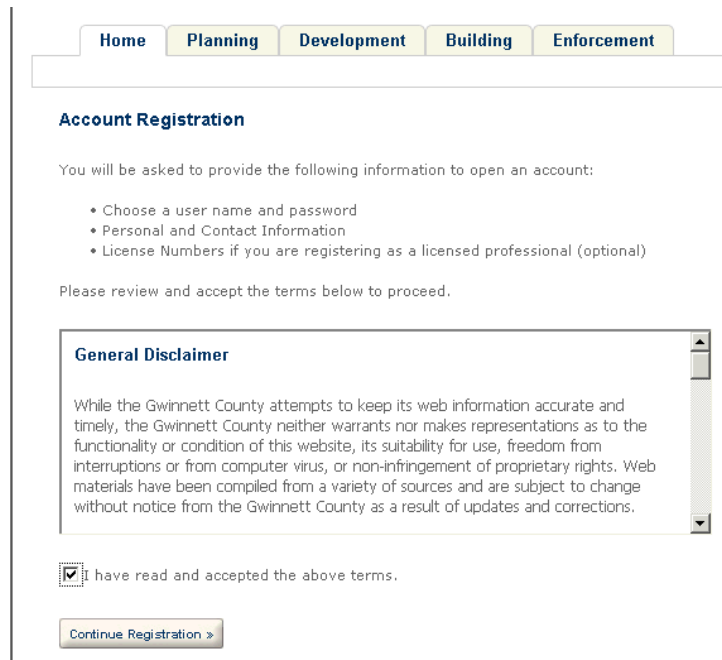 Home Planning Development Building Enforcement
Account Registration
You will be asked to provide the following information to open an account:
• Choose a user name and password
• Personal and Contact Information
• License Numbers if you are registering as a licensed professional (optional)
Please review and accept the terms below to proceed.
General Disclaimer
While the Gwinnett County attempts to keep its web information accurate and
timely, the Gwinnett County neither warrants nor makes representations as to the
functionality or condition of this website, its suitability for use, freedom from
interruptions or from computer virus, or non-infringement of proprietary rights. Web
materials have been compiled from a variety of sources and are subject to change
without notice from the Gwinnett County as a result of updates and corrections.
I have read and accepted the above terms.
Continue Registration »